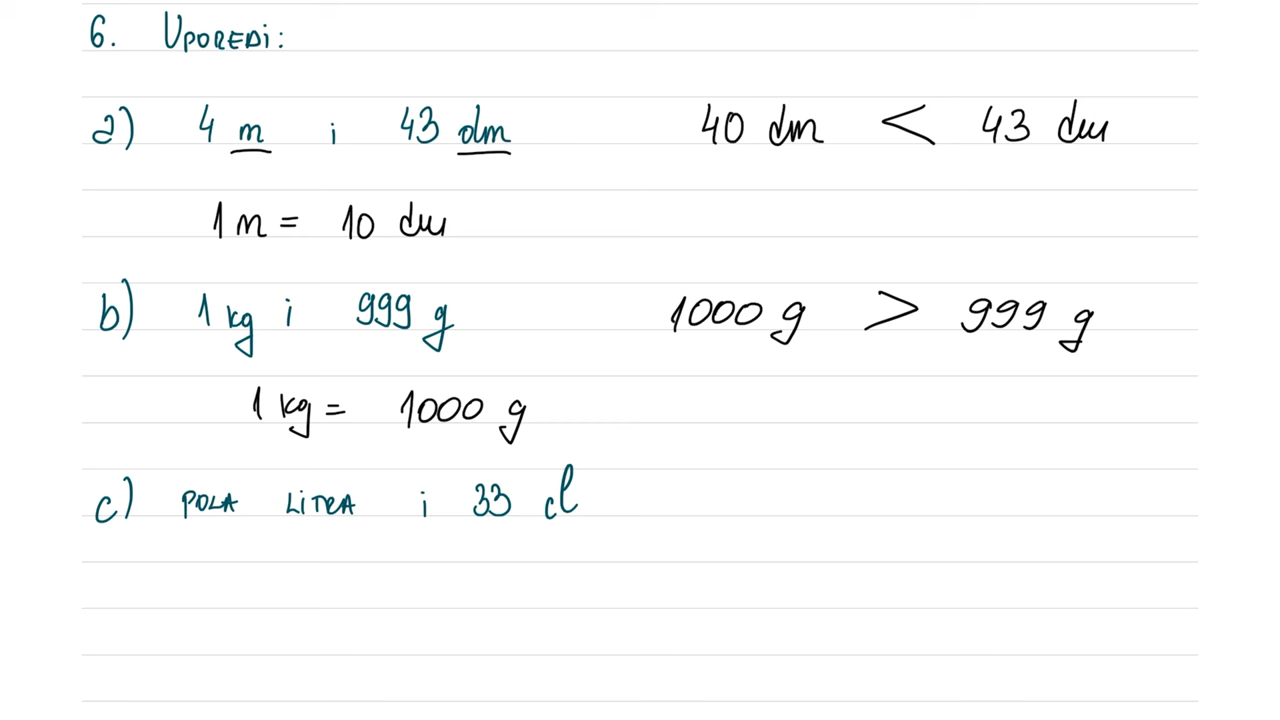 6. UPOREDi:
a) 4 m i 43 dm 40 dm < 43 dm
1 m = 10 dm
b) 1 kg i 999 g 1000 g > 999 g
1 kg = 1000 g
c) POLA LiTRA i 33 cl